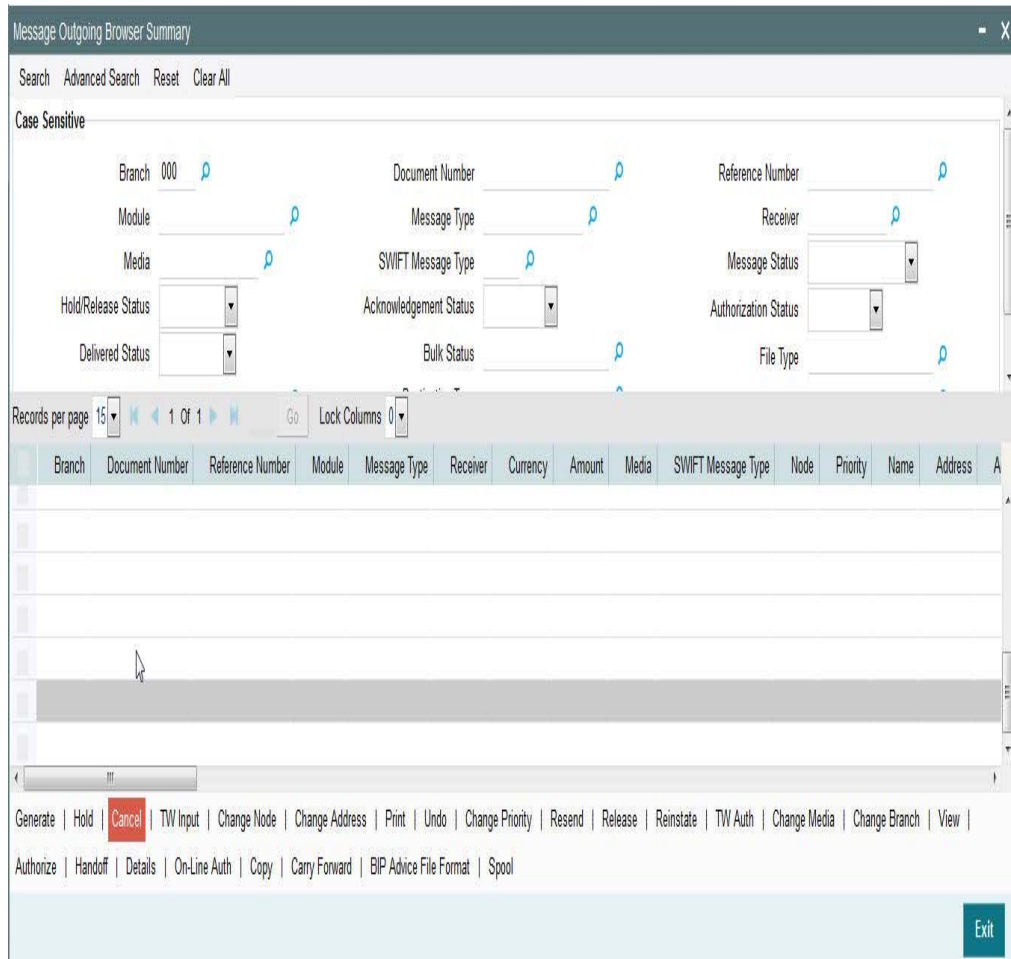 Message Outgoing Browser Summary - X
Search Advanced Search Reset Clear All
Case Sensitive
Branch 000 Document Number Reference Number
Module Message Type Receiver
Media SWIFT Message Type Message Status
Hold/Release Status Acknowledgement Status Authorization Status
Delivered Status Bulk Status File Type
Records per page 15 1 Of 1 Go Lock Columns 0
Branch Document Number Reference Number Module Message Type Receiver Currency Amount Media SWIFT Message Type Node Priority Name Address A
Generate | Hold | Cancel | TW Input | Change Node | Change Address | Print | Undo | Change Priority | Resend | Release | Reinstate | TW Auth | Change Media | Change Branch | View |
Authorize | Handoff | Details | On-Line Auth | Copy | Carry Forward | BIP Advice File Format | Spool
Exit